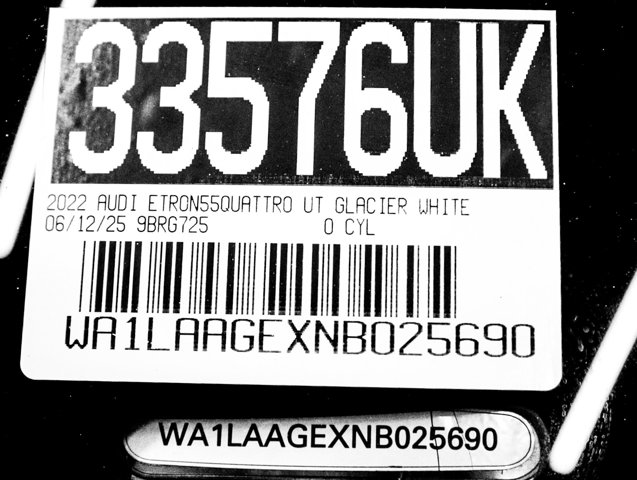 33576UK
2022 AUDI ETRON55QUATTRO UT GLACIER WHITE
06/12/25 9BRG725 0 CYL
WA1LAAGEXNB025690
WA1LAAGEXNB025690